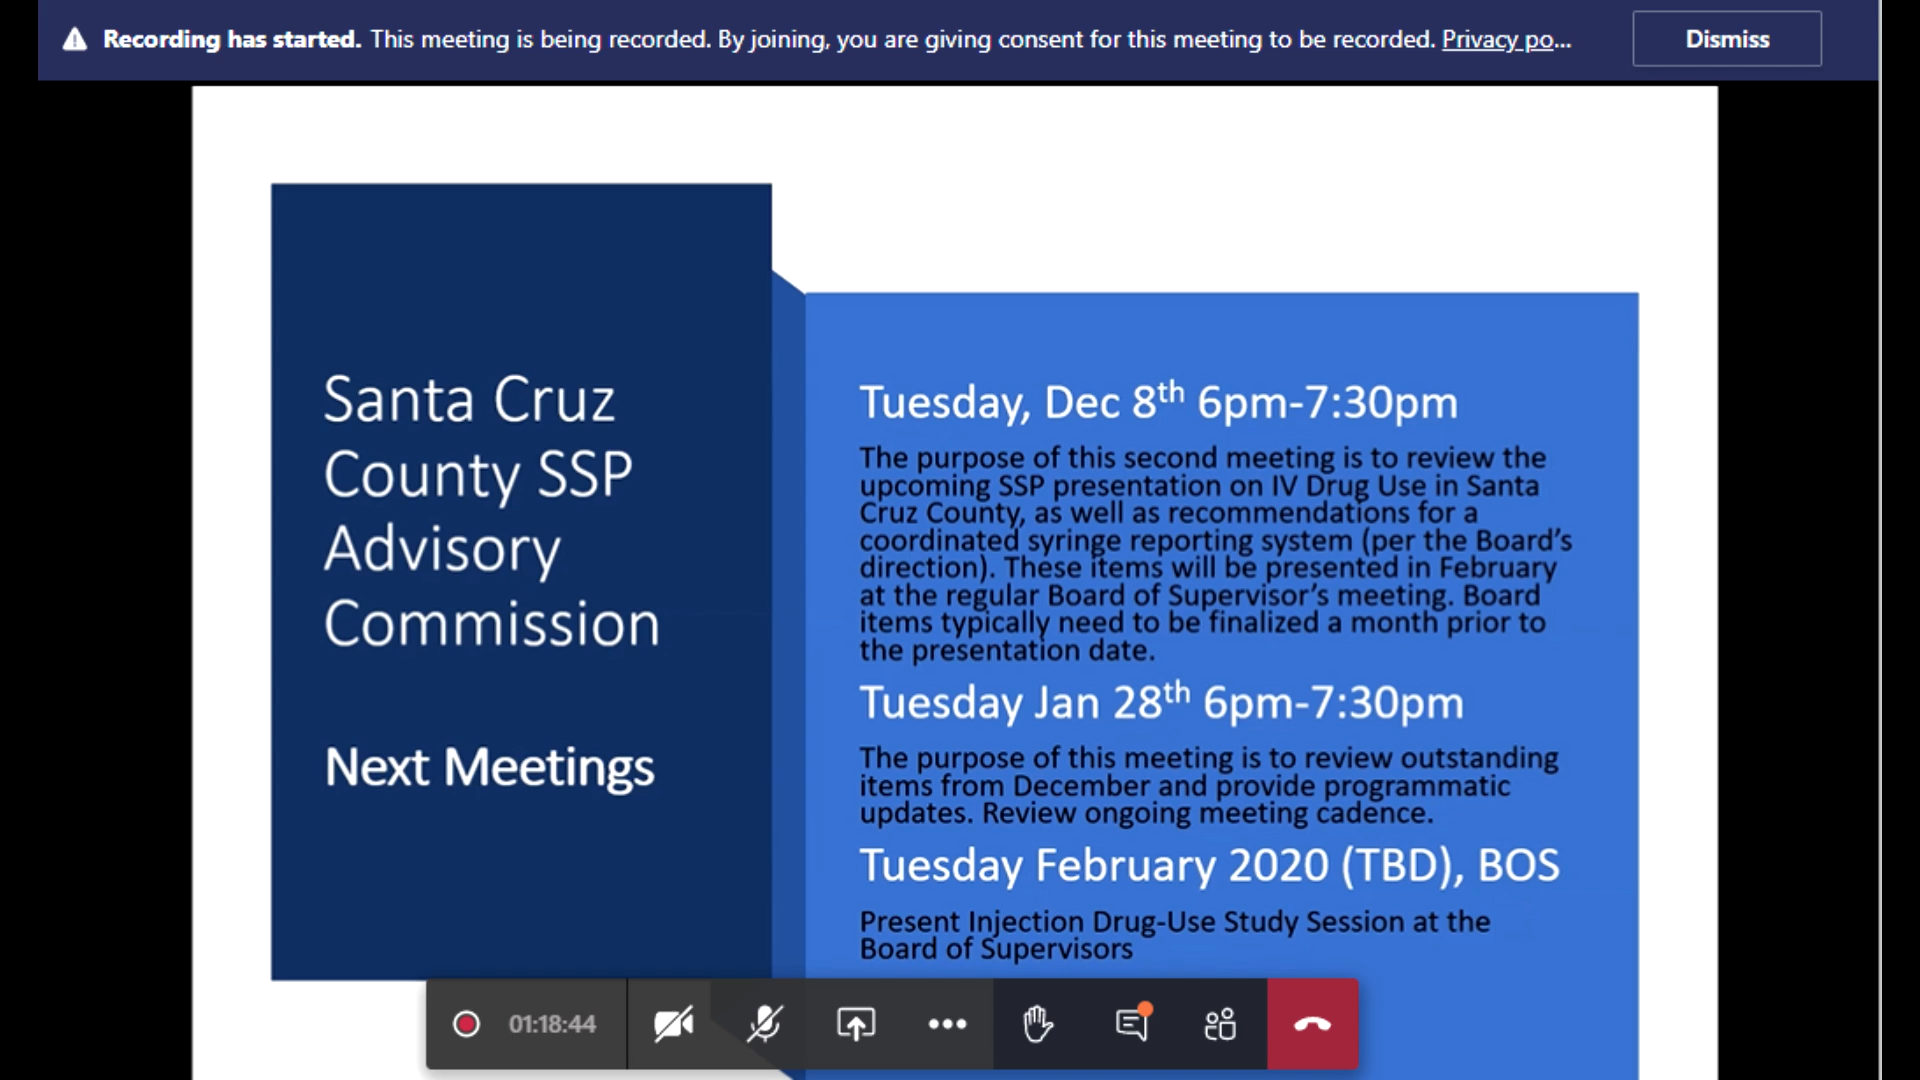 Recording has started. This meeting is being recorded. By joining, you are giving consent for this meeting to be recorded. Privacy po...
Dismiss
Santa Cruz
County SSP
Advisory
Commission
Next Meetings
Tuesday, Dec 8th 6pm-7:30pm
The purpose of this second meeting is to review the
upcoming SSP presentation on IV Drug Use in Santa
Cruz County, as well as recommendations for a
coordinated syringe reporting system (per the Board’s
direction). These items will be presented in February
at the regular Board of Supervisor’s meeting. Board
items typically need to be finalized a month prior to
the presentation date.
Tuesday Jan 28th 6pm-7:30pm
The purpose of this meeting is to review outstanding
items from December and provide programmatic
updates. Review ongoing meeting cadence.
Tuesday February 2020 (TBD), BOS
Present Injection Drug-Use Study Session at the
Board of Supervisors
01:18:44